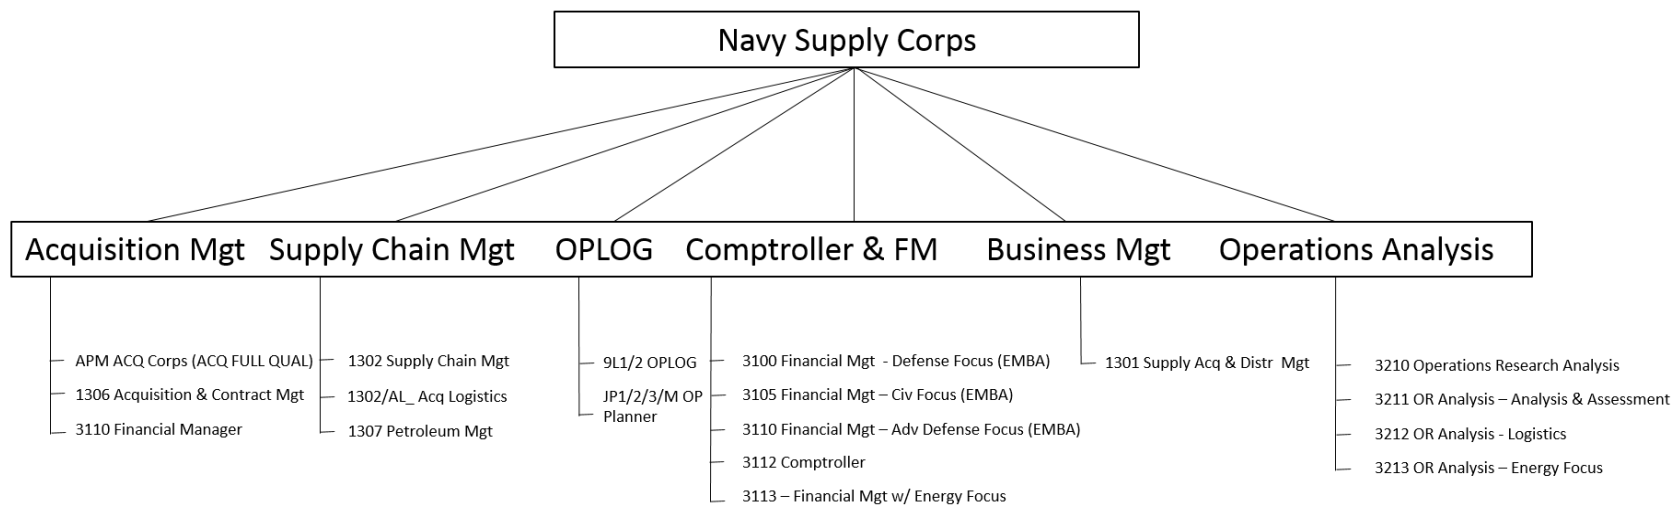 Navy Supply Corps
Acquisition Mgt
Supply Chain Mgt
OPLOG
Comptroller & FM
Business Mgt
Operations Analysis
APM ACQ Corps (ACQ FULL QUAL)
1306 Acquisition & Contract Mgt
3110 Financial Manager
1302 Supply Chain Mgt
1302/AL_ Acq Logistics
1307 Petroleum Mgt
9L1/2 OPLOG
JP1/2/3/M OP
Planner
3100 Financial Mgt - Defense Focus (EMBA)
3105 Financial Mgt – Civ Focus (EMBA)
3110 Financial Mgt – Adv Defense Focus (EMBA)
3112 Comptroller
3113 – Financial Mgt w/ Energy Focus
1301 Supply Acq & Distr Mgt
3210 Operations Research Analysis
3211 OR Analysis – Analysis & Assessment
3212 OR Analysis - Logistics
3213 OR Analysis – Energy Focus